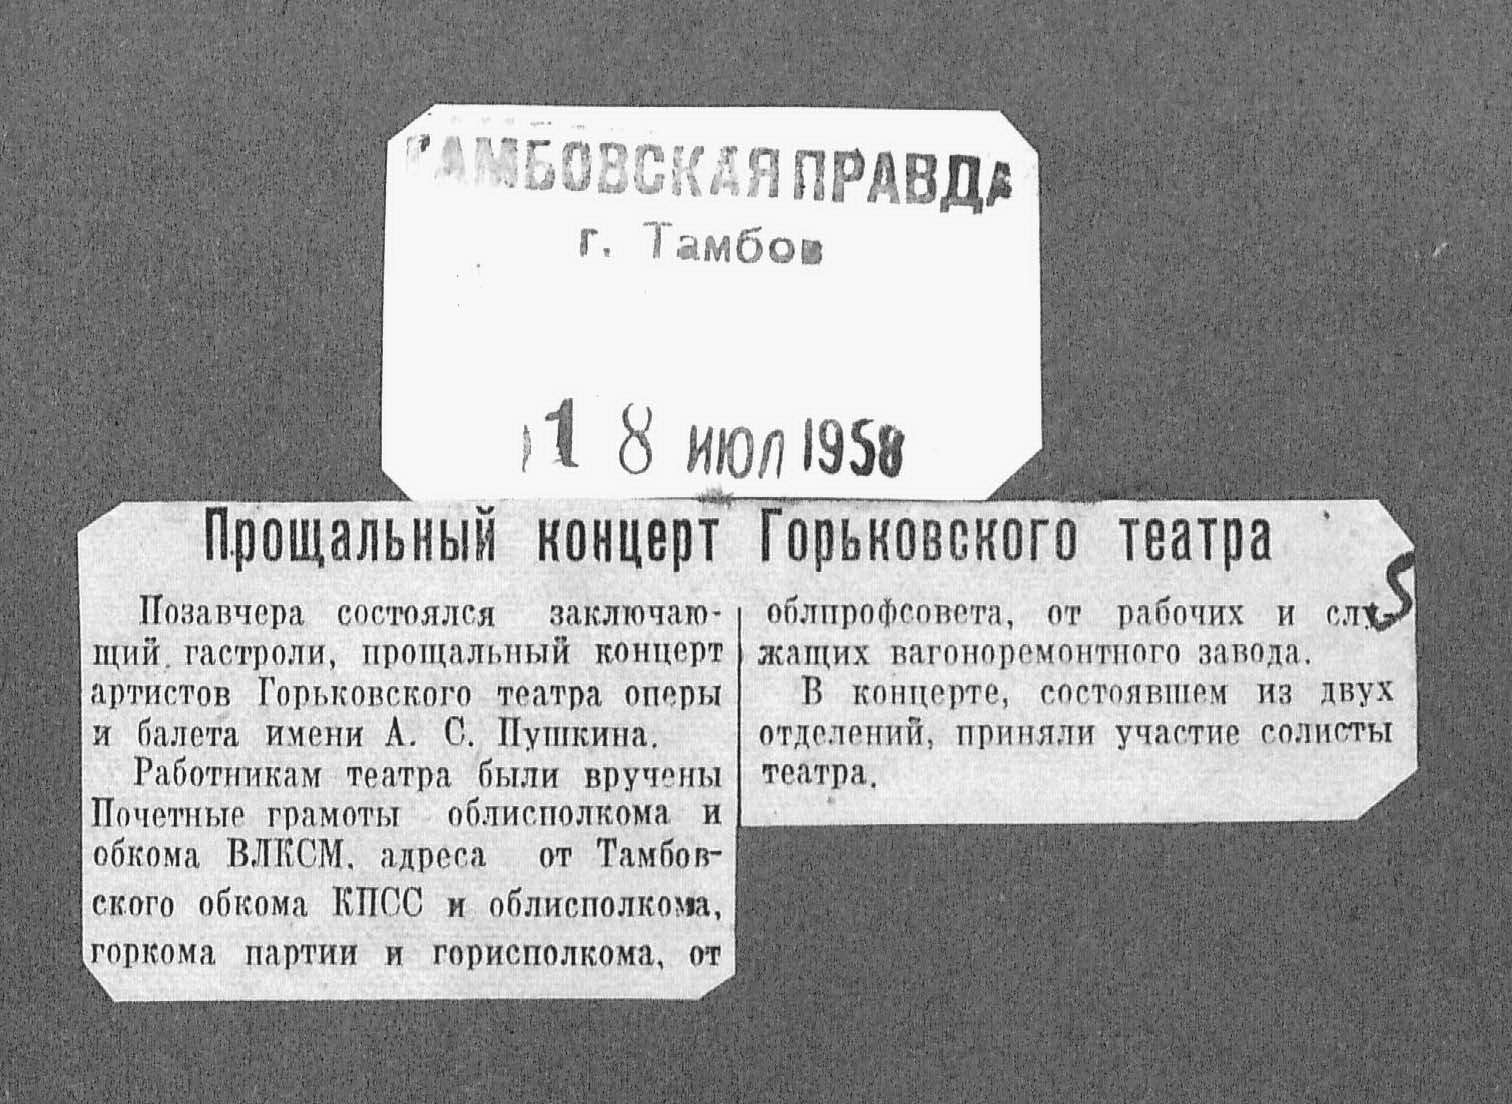 ТАМБОВСКАЯ ПРАВДА
г. Тамбов
18 ИЮЛ 1958
Прощальный концерт Горьковского театра
Позавчера состоялся заключаю-
щий гастроли, прощальный концерт
артистов Горьковского театра оперы
и балета имени А. С. Пушкина.
Работникам театра были вручены
Почетные грамоты облисполкома и
обкома ВЛКСМ, адреса от Тамбов-
ского обкома КПСС и облисполкома,
горкома партии и горисполкома, от
облпрофсовета, от рабочих и слу-
жащих вагоноремонтного завода.
В концерте, состоявшем из двух
отделений, приняли участие солисты
театра.